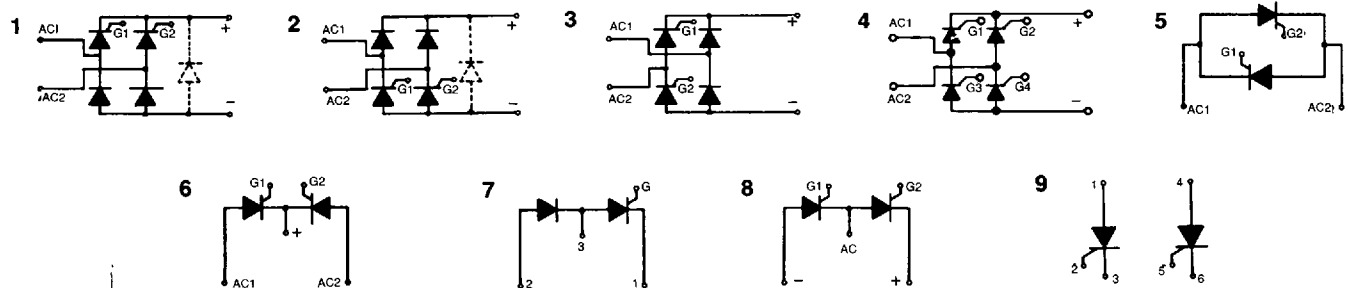 1 ACI G1 G2 + AC2 −
2 AC1 + AC2 G1 G2 −
3 AC1 G1 + AC2 G2 −
4 AC1 G1 G2 + AC2 G3 G4 −
5 G2 G1 AC1 AC2
6 G1 G2 + AC1 AC2
7 G 3 2 1
8 G1 G2 AC − +
9 1 4 2 3 5 6